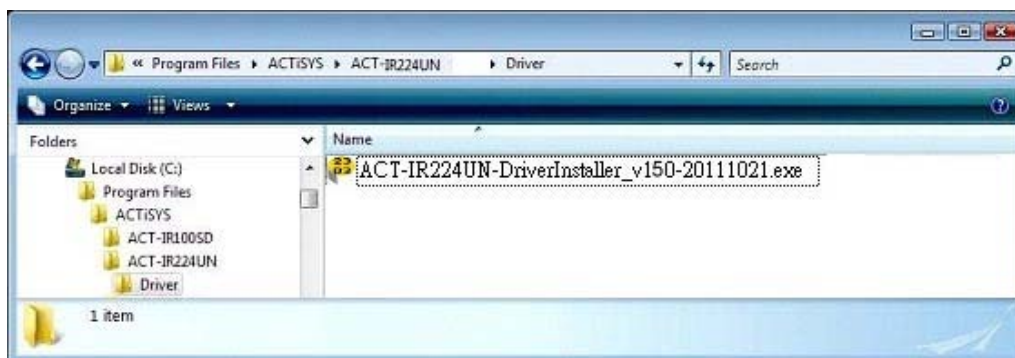 « Program Files ▸ ACTiSYS ▸ ACT-IR224UN ▸ Driver
Search
Organize Views
Folders
Name
Local Disk (C:)
Program Files
ACTiSYS
ACT-IR100SD
ACT-IR224UN
Driver
ACT-IR224UN-DriverInstaller_v150-20111021.exe
1 item